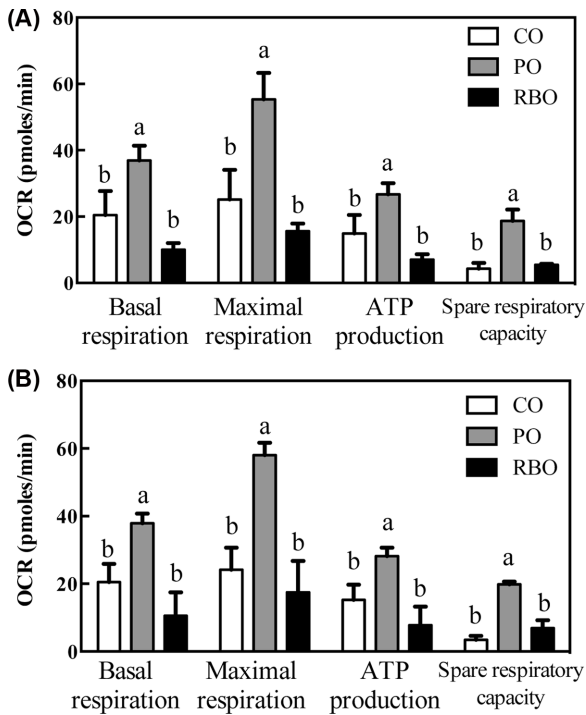 (A)
80
60
40
20
0
OCR (pmoles/min)
CO
PO
RBO
b a b
b a b
b a b
b a b
Basal
respiration
Maximal
respiration
ATP
production
Spare respiratory
capacity
(B)
80
60
40
20
0
OCR (pmoles/min)
CO
PO
RBO
b a b
b a b
b a b
b a b
Basal
respiration
Maximal
respiration
ATP
production
Spare respiratory
capacity